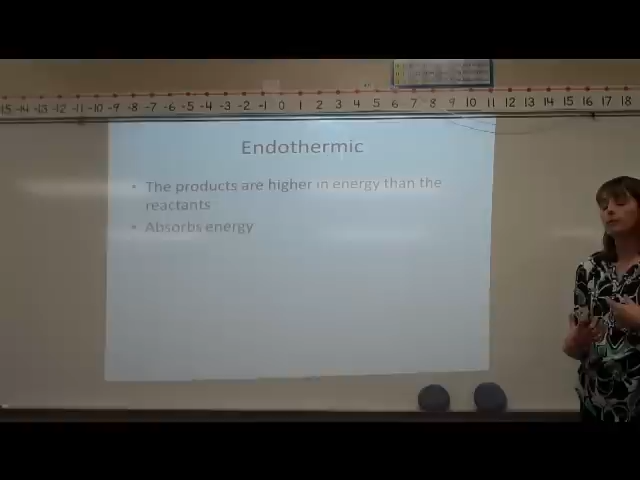 15 -14 -13 -12 -11 -10 -9 -8 -7 -6 -5 -4 -3 -2 -1 0 1 2 3 4 5 6 7 8 9 10 11 12 13 14 15 16 17 18
Endothermic
• The products are higher in energy than the
reactants
• Absorbs energy